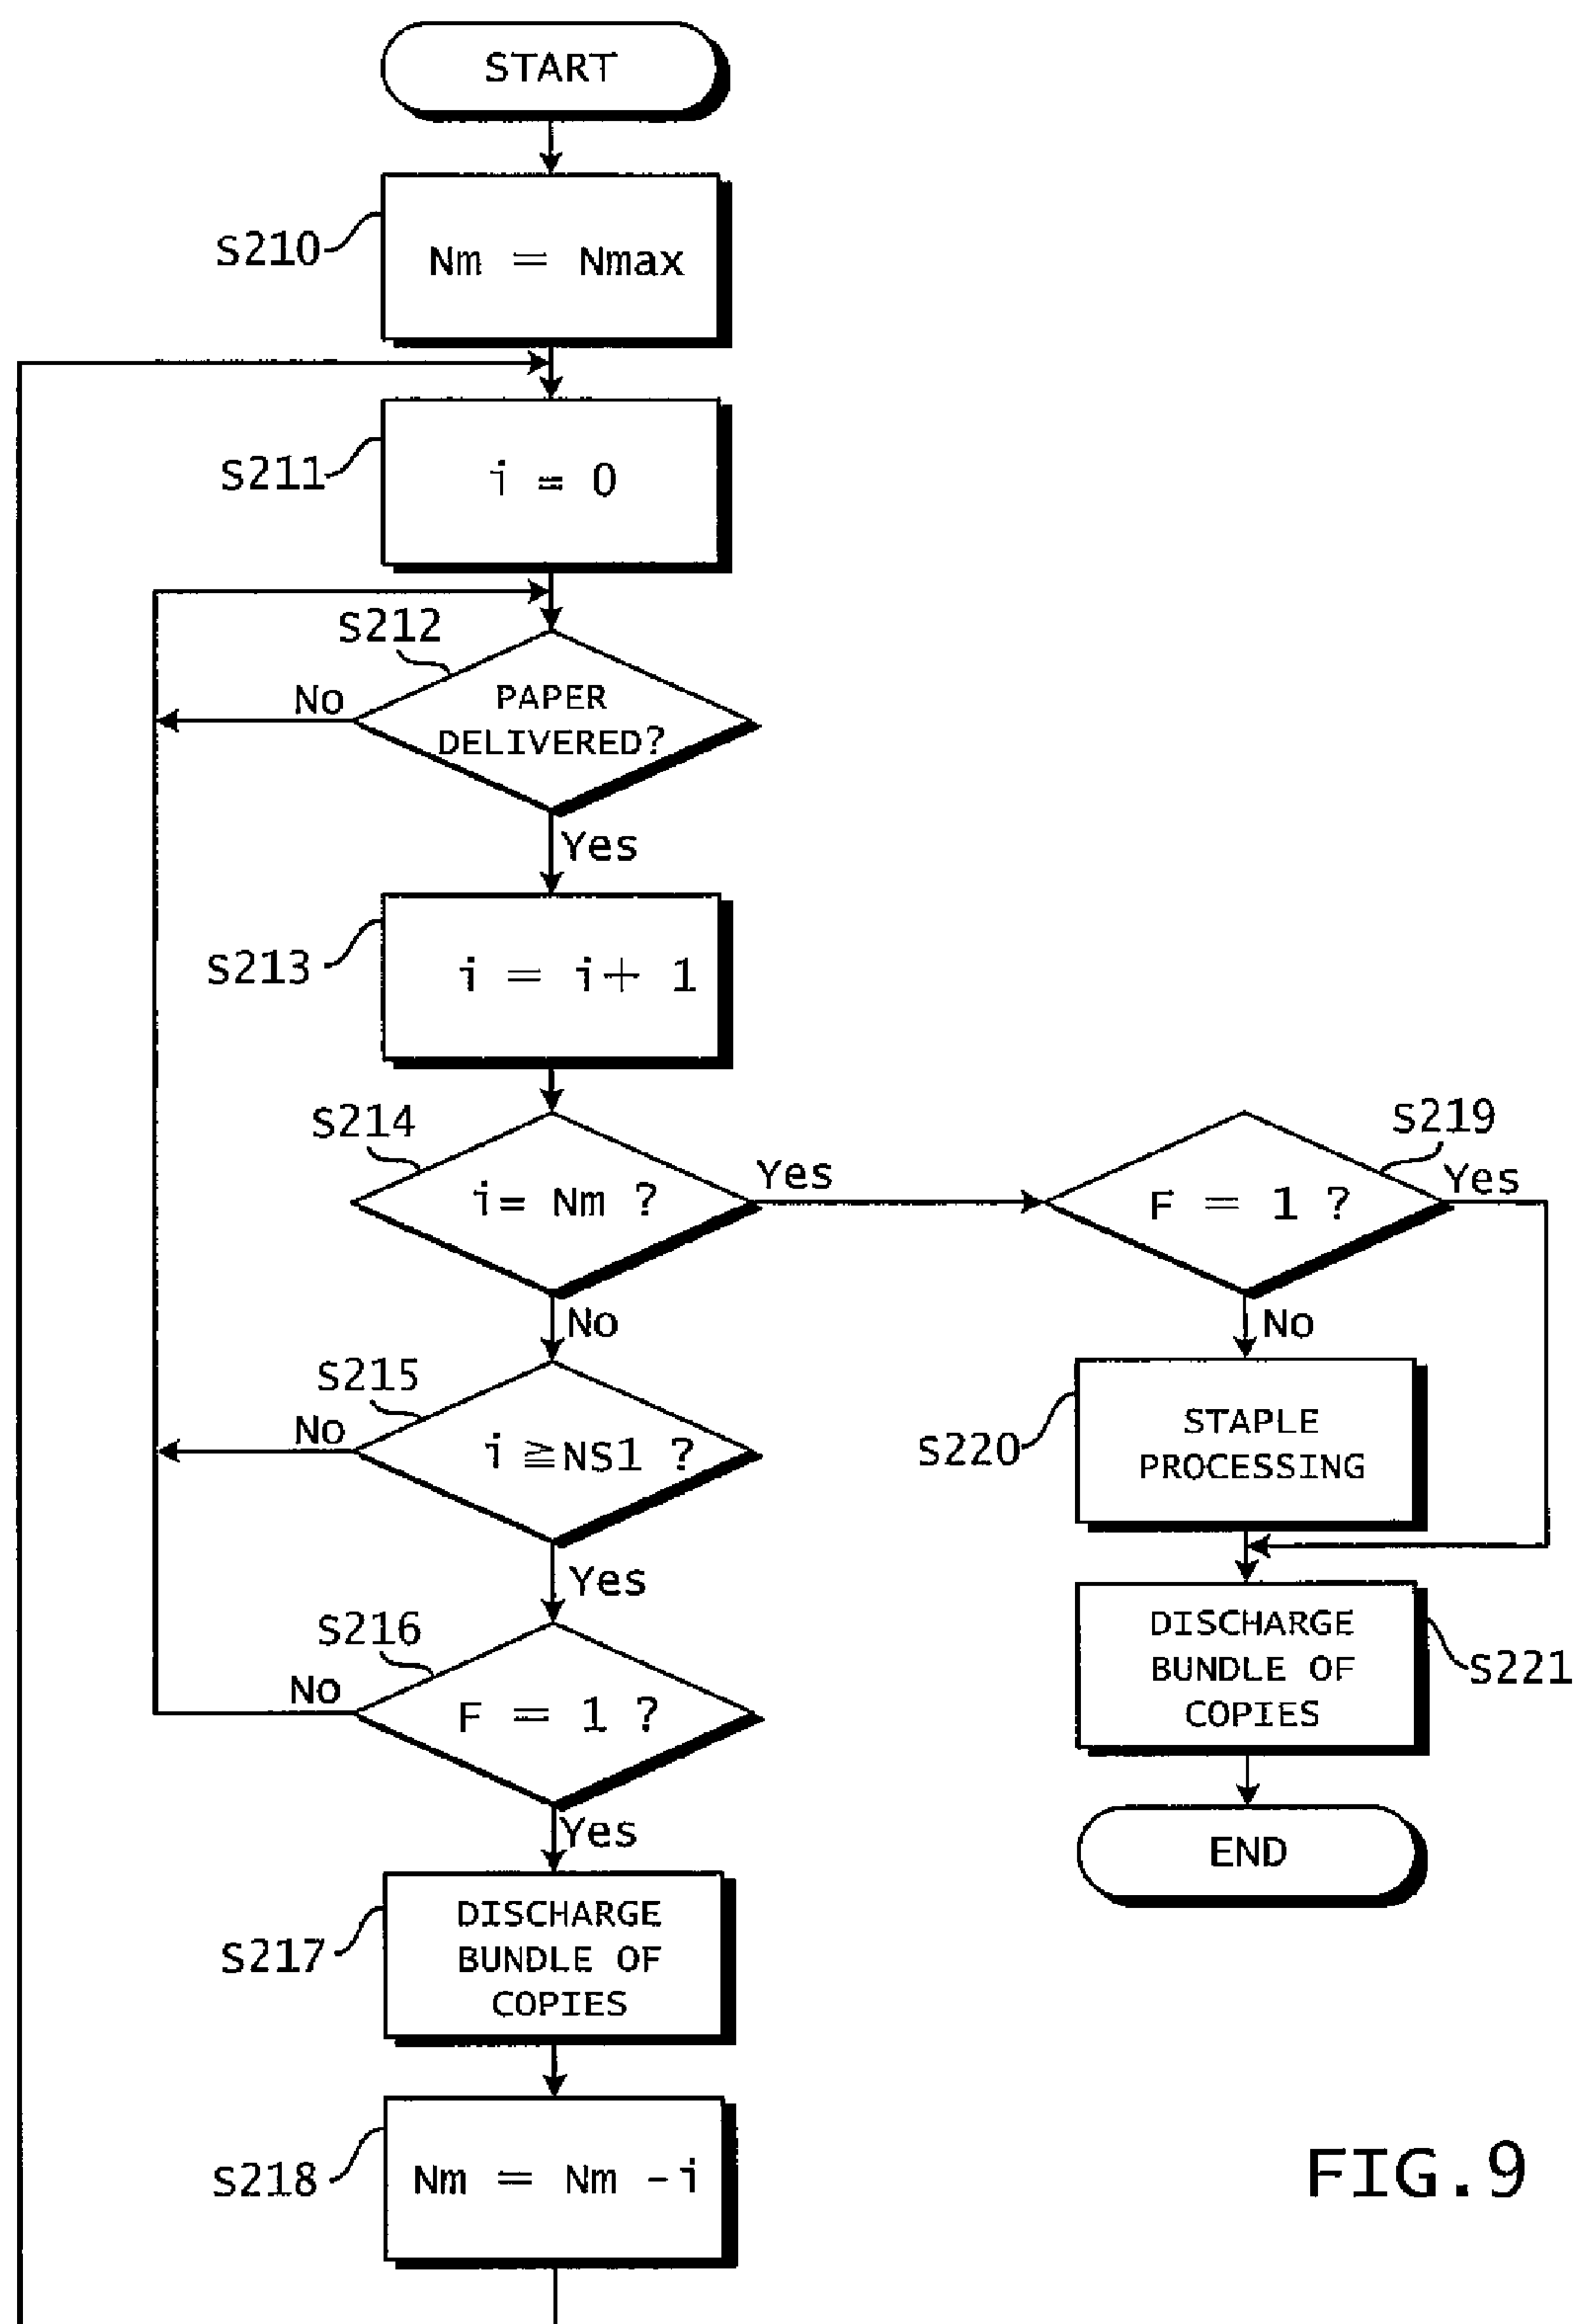 START
S210
Nm = Nmax
S211
i = 0
S212
No
PAPER
DELIVERED?
Yes
S213
i = i+ 1
S214
i= Nm ?
Yes
No
S219
F = 1 ?
Yes
No
S215
No
i ≧NS1 ?
Yes
S220
STAPLE
PROCESSING
S216
No
F = 1 ?
Yes
DISCHARGE
BUNDLE OF
COPIES
S221
END
S217
DISCHARGE
BUNDLE OF
COPIES
S218
Nm = Nm -i
FIG.9